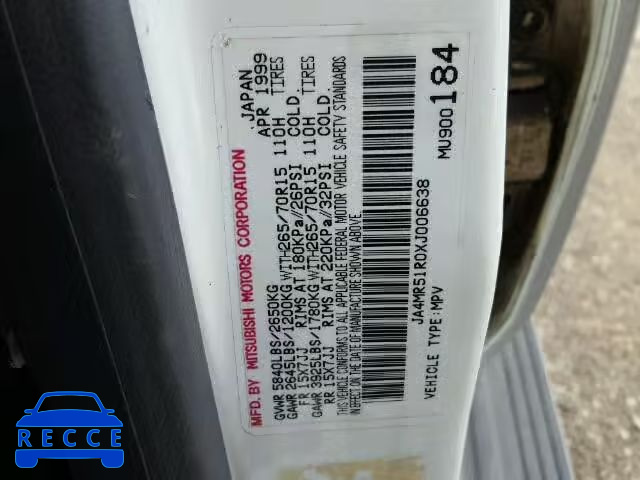 MFD. BY MITSUBISHI MOTORS CORPORATION JAPAN
GVWR 5840LBS/2650KG APR 1999
GAWR 2645LBS/1200KG WITH 265/70R15 110H TIRES
FR 15X7JJ RIMS AT 180KPa//26PSI COLD
GAWR 3925LBS/1780KG WITH 265/70R15 110H TIRES
RR 15X7JJ RIMS AT 220KPa//32PSI COLD.
THIS VEHICLE CONFORMS TO ALL APPLICABLE FEDERAL MOTOR VEHICLE SAFETY STANDARDS
IN EFFECT ON THE DATE OF MANUFACTURE SHOWN ABOVE.
JA4MR51R0XJ006638
VEHICLE TYPE:MPV MU900184
RECCE